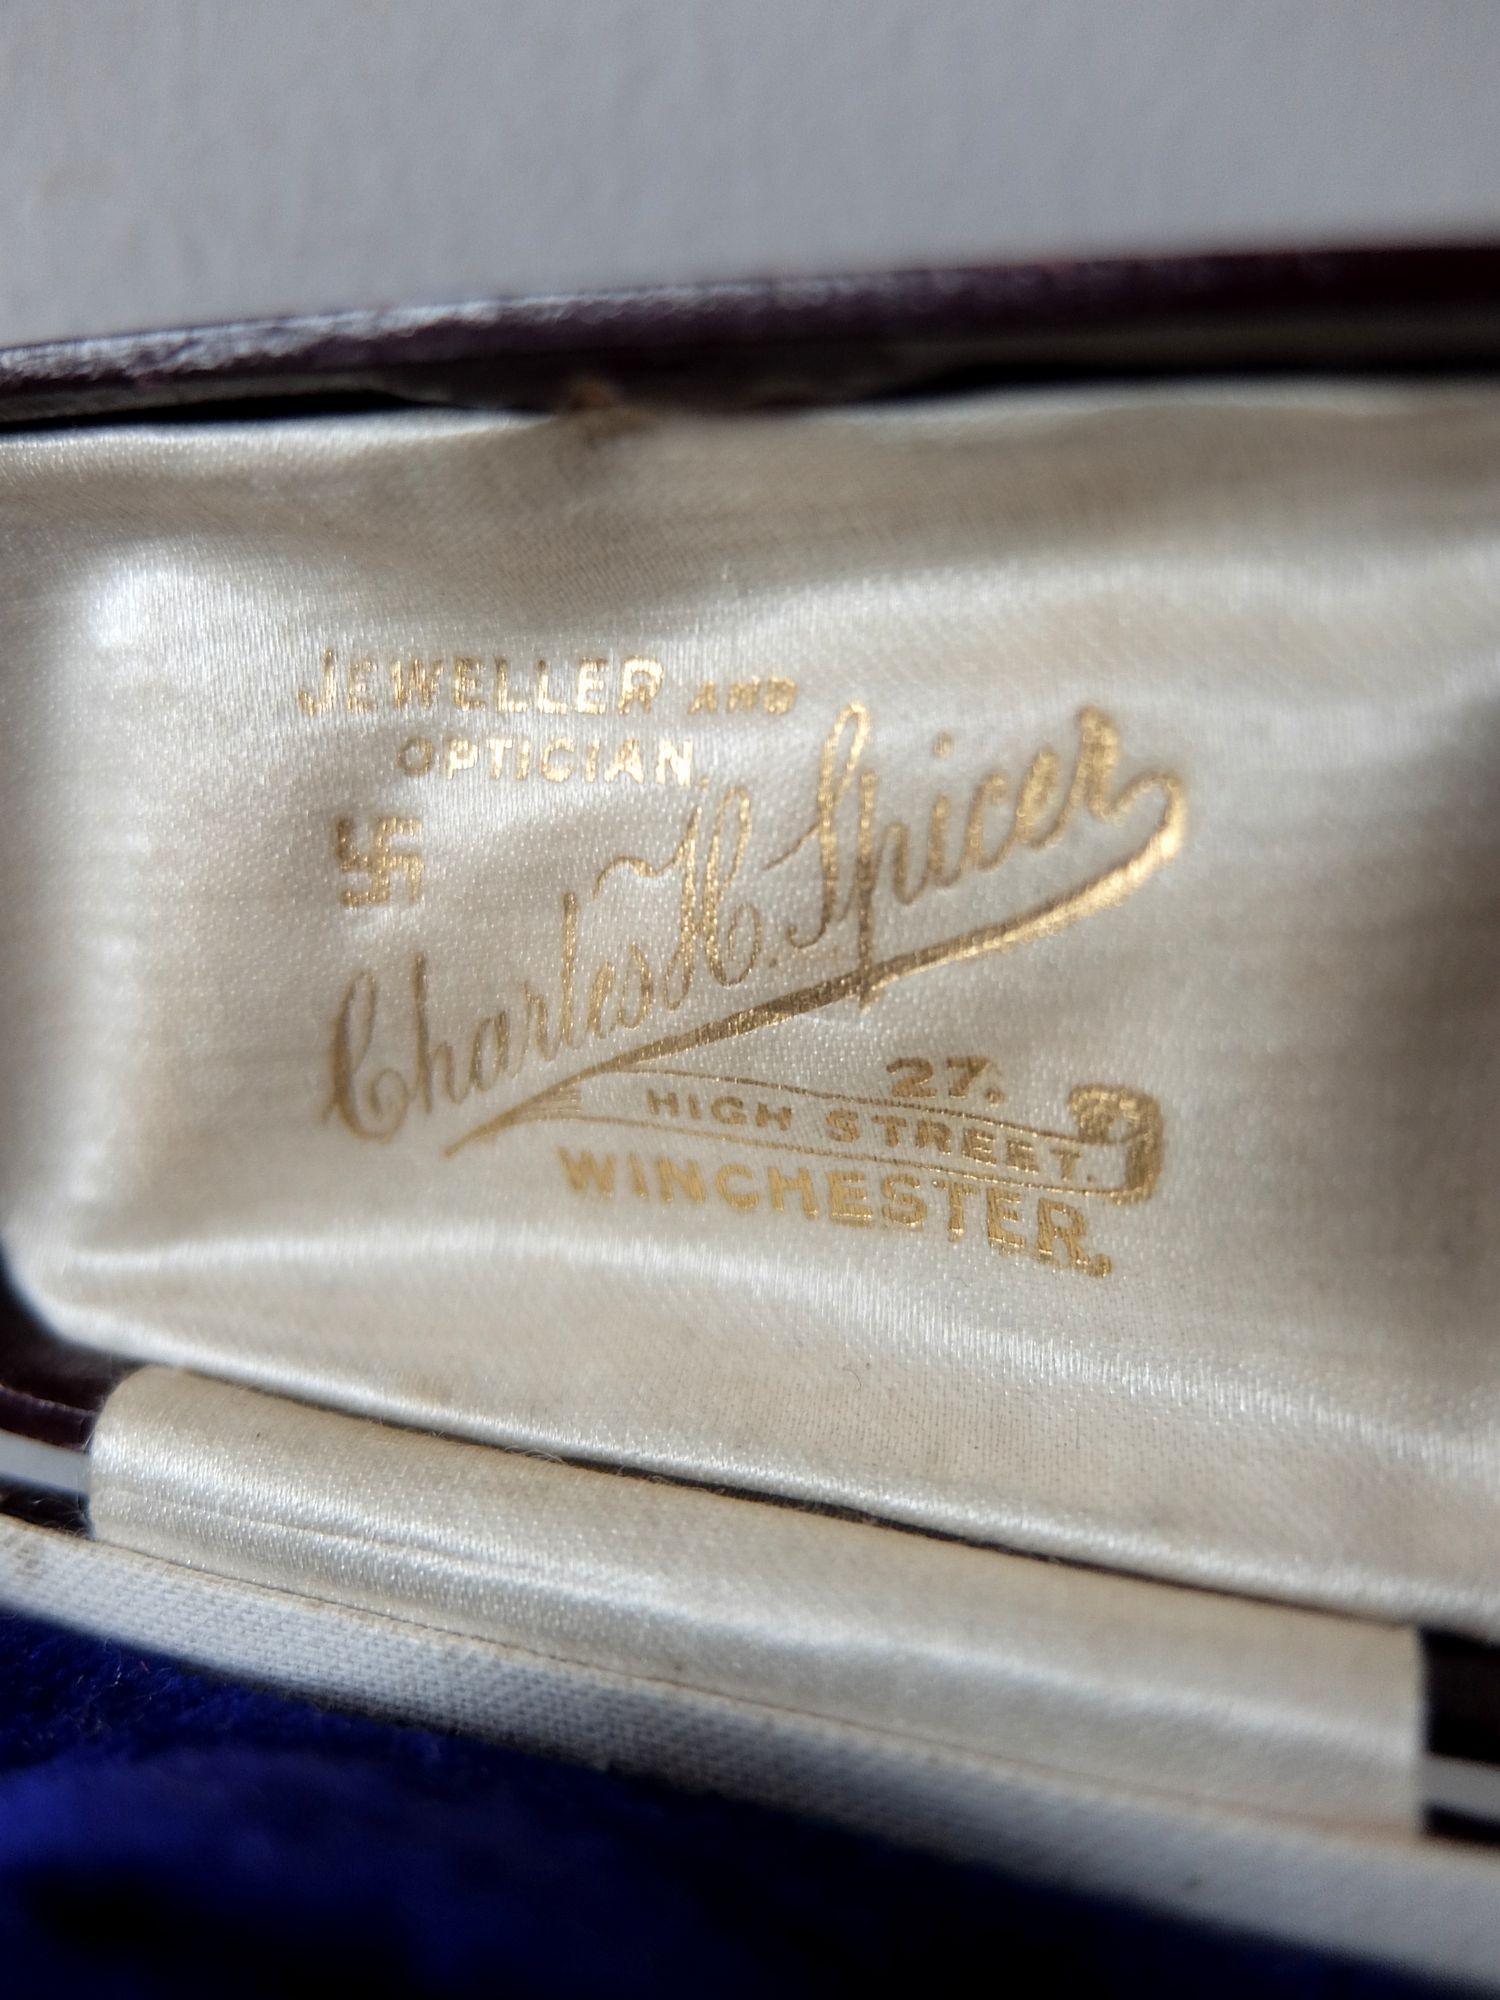 JEWELLER AND
OPTICIAN.
Charles H. Spicer
27.
HIGH STREET.
WINCHESTER.